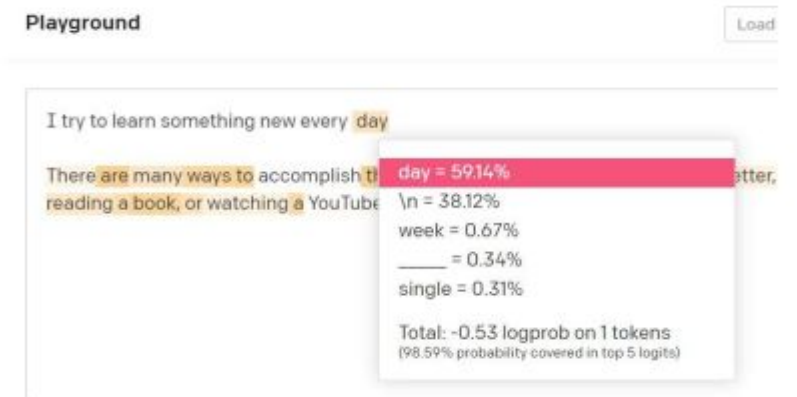 Playground
Load
I try to learn something new every day
There are many ways to accomplish th
etter,
reading a book, or watching a YouTube
day = 59.14%
\n = 38.12%
week = 0.67%
_____ = 0.34%
single = 0.31%
Total: -0.53 logprob on 1 tokens
(98.59% probability covered in top 5 logits)